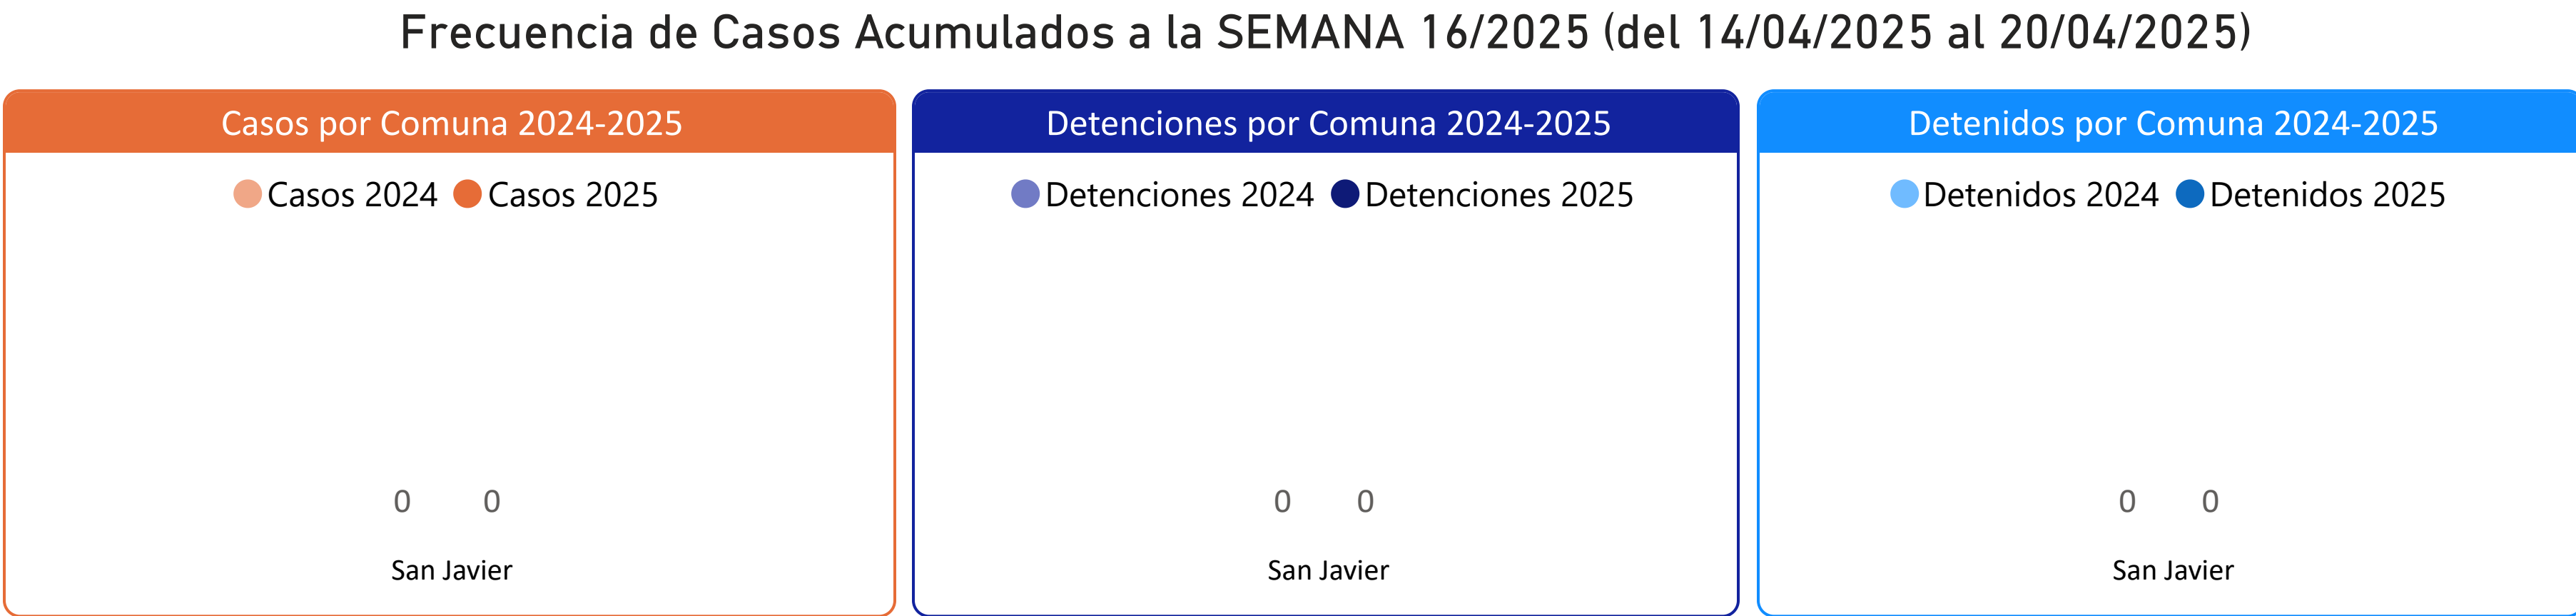 Frecuencia de Casos Acumulados a la SEMANA 16/2025 (del 14/04/2025 al 20/04/2025)
Casos por Comuna 2024-2025
Casos 2024 Casos 2025
0 0
San Javier
Detenciones por Comuna 2024-2025
Detenciones 2024 Detenciones 2025
0 0
San Javier
Detenidos por Comuna 2024-2025
Detenidos 2024 Detenidos 2025
0 0
San Javier